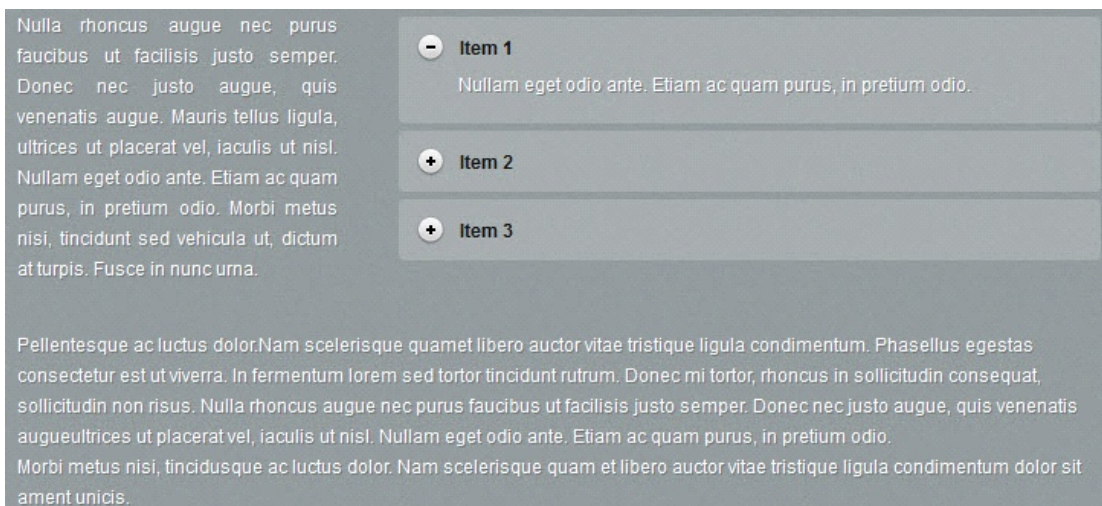 Nulla rhoncus augue nec purus
faucibus ut facilisis justo semper.
Donec nec justo augue, quis
venenatis augue. Mauris tellus ligula,
ultrices ut placerat vel, iaculis ut nisl.
Nullam eget odio ante. Etiam ac quam
purus, in pretium odio. Morbi metus
nisi, tincidunt sed vehicula ut, dictum
at turpis. Fusce in nunc urna.
Item 1
Nullam eget odio ante. Etiam ac quam purus, in pretium odio.
Item 2
Item 3
Pellentesque ac luctus dolor.Nam scelerisque quamet libero auctor vitae tristique ligula condimentum. Phasellus egestas
consectetur est ut viverra. In fermentum lorem sed tortor tincidunt rutrum. Donec mi tortor, rhoncus in sollicitudin consequat,
sollicitudin non risus. Nulla rhoncus augue nec purus faucibus ut facilisis justo semper. Donec nec justo augue, quis venenatis
augueultrices ut placerat vel, iaculis ut nisl. Nullam eget odio ante. Etiam ac quam purus, in pretium odio.
Morbi metus nisi, tincidusque ac luctus dolor. Nam scelerisque quam et libero auctor vitae tristique ligula condimentum dolor sit
ament unicis.